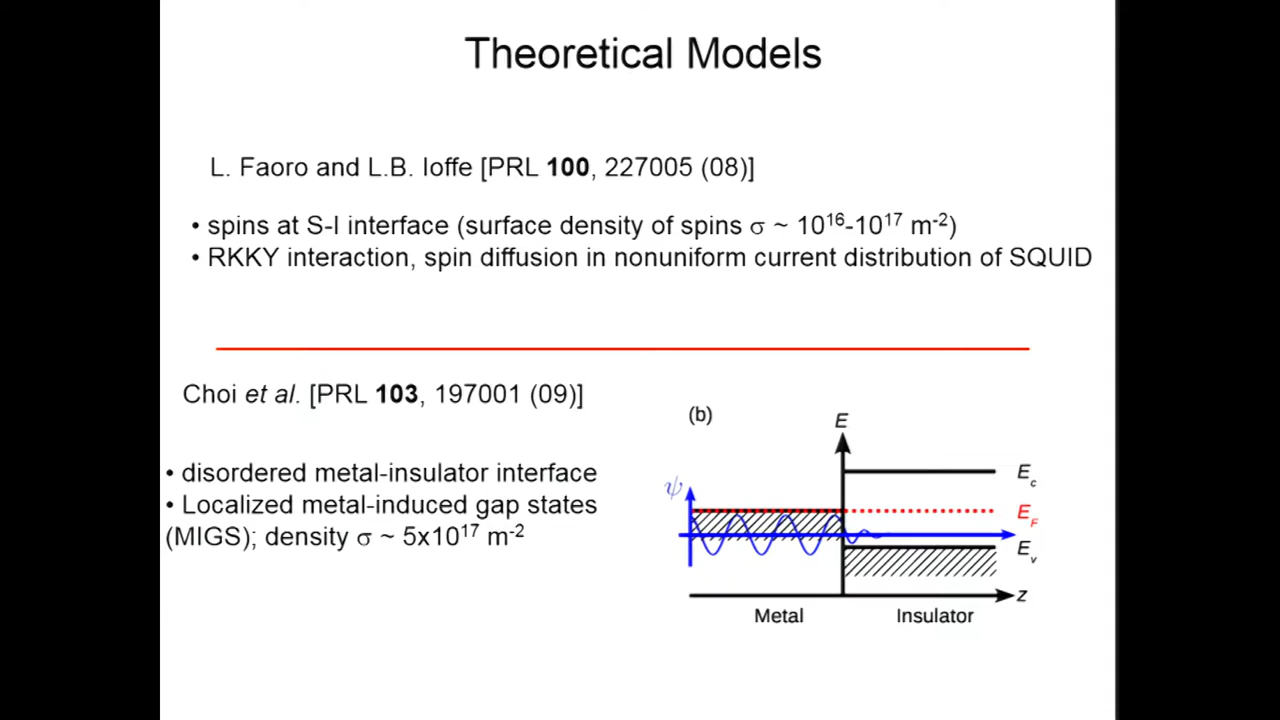 Theoretical Models
L. Faoro and L.B. Ioffe [PRL 100, 227005 (08)]
• spins at S-I interface (surface density of spins σ ~ 10¹⁶-10¹⁷ m⁻²)
• RKKY interaction, spin diffusion in nonuniform current distribution of SQUID
Choi et al. [PRL 103, 197001 (09)]
• disordered metal-insulator interface
• Localized metal-induced gap states
(MIGS); density σ ~ 5x10¹⁷ m⁻²
(b)
E
ψ
E_c
E_F
E_v
z
Metal
Insulator